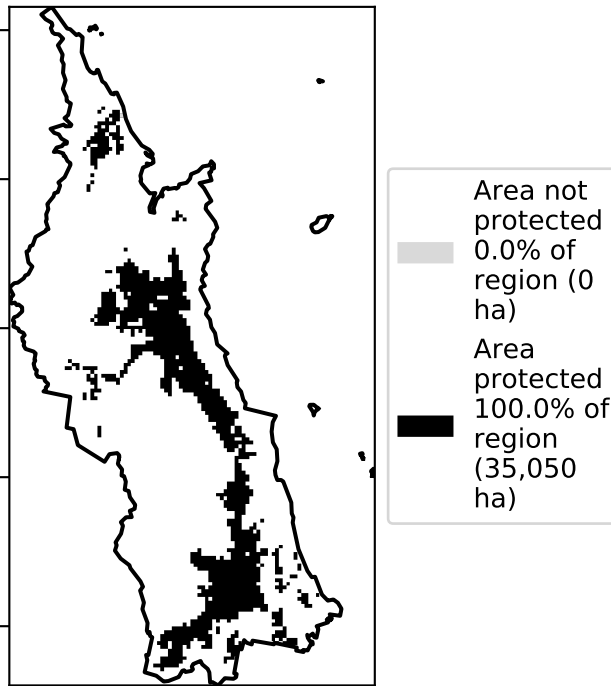 Area not
protected
0.0% of
region (0
ha)
Area
protected
100.0% of
region
(35,050
ha)